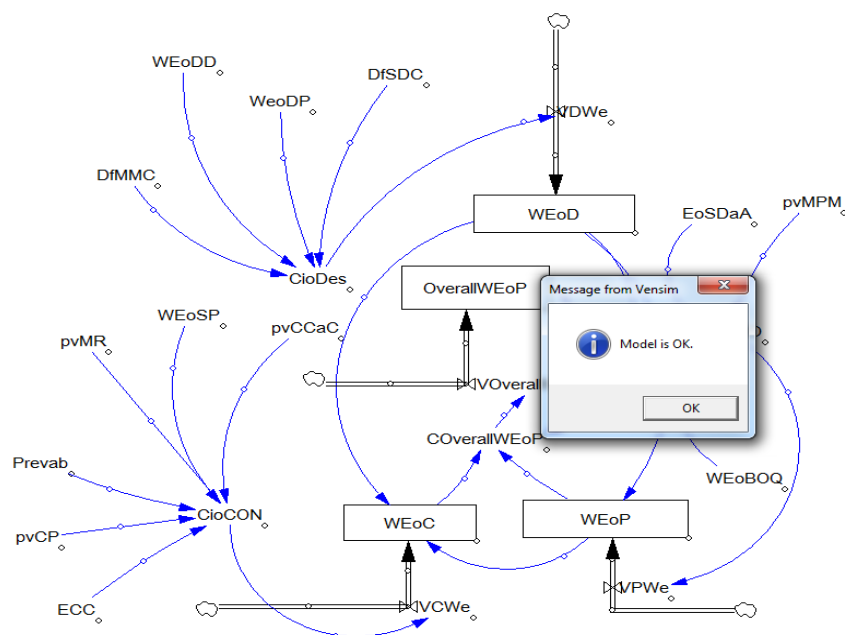 WEoDD
DfSDC
WeoDP
VDWe
DfMMC
WEoD
EoSDaA
pvMPM
CioDes
OverallWEoP
Message from Vensim
Model is OK.
OK
WEoSP
pvCCaC
pvMR
COverallWEoP
Prevab
WEoBOQ
CioCON
WEoC
WEoP
pvCP
ECC
VCWe
VPWe